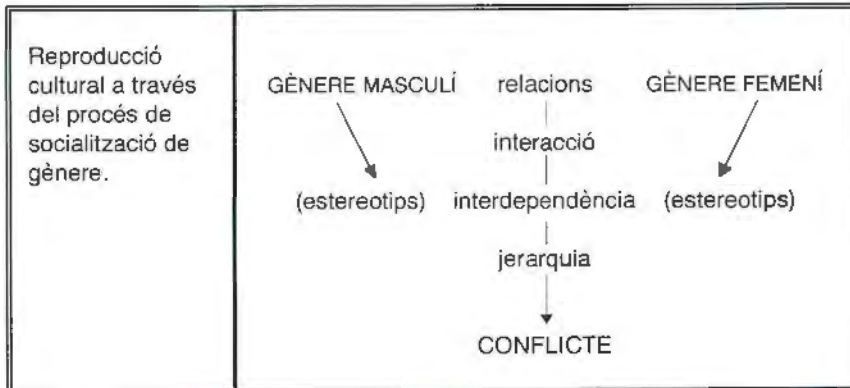 Reproducció
cultural a través
del procés de
socialització de
gènere.
GÈNERE MASCULÍ relacions GÈNERE FEMENÍ
interacció
(estereotips) interdependència (estereotips)
jerarquia
CONFLICTE